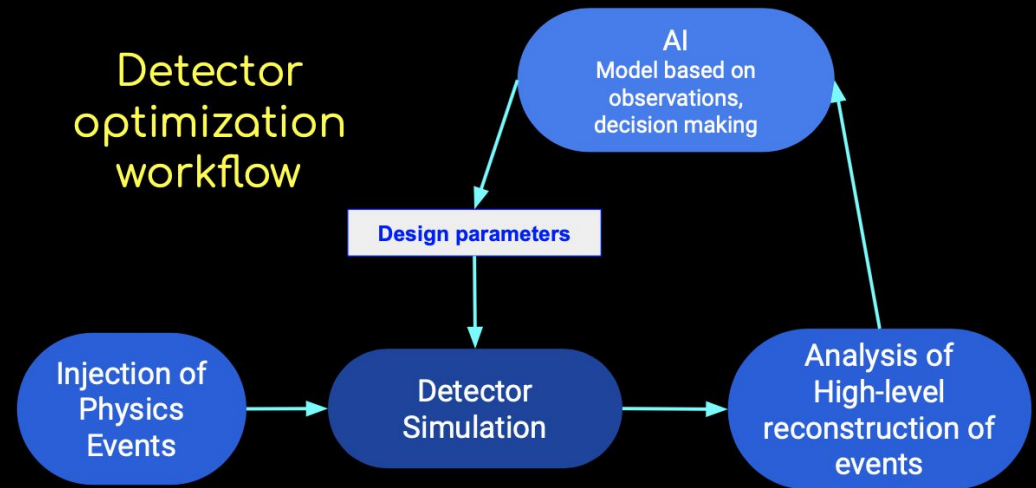 Detector
optimization
workflow
AI
Model based on
observations,
decision making
Design parameters
Injection of
Physics
Events
Detector
Simulation
Analysis of
High-level
reconstruction of
events